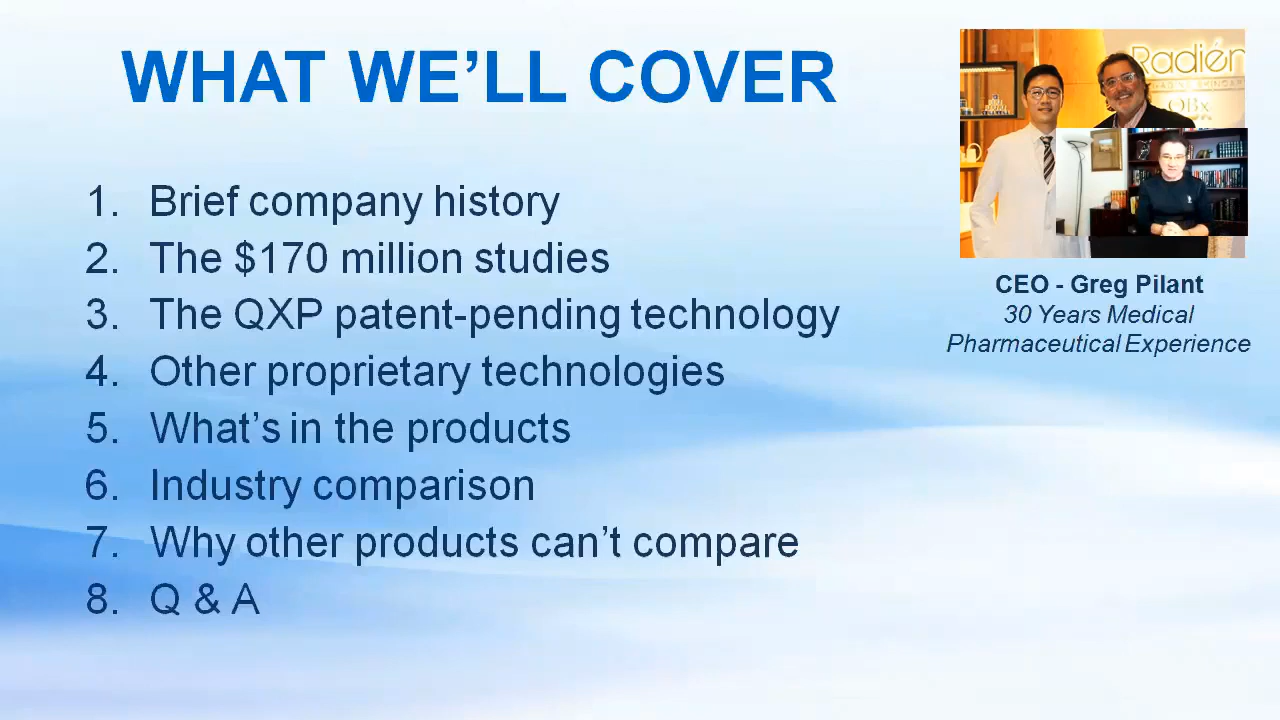 WHAT WE’LL COVER
1. Brief company history
2. The $170 million studies
3. The QXP patent-pending technology
4. Other proprietary technologies
5. What’s in the products
6. Industry comparison
7. Why other products can’t compare
8. Q & A
Radién
CEO - Greg Pilant
30 Years Medical
Pharmaceutical Experience